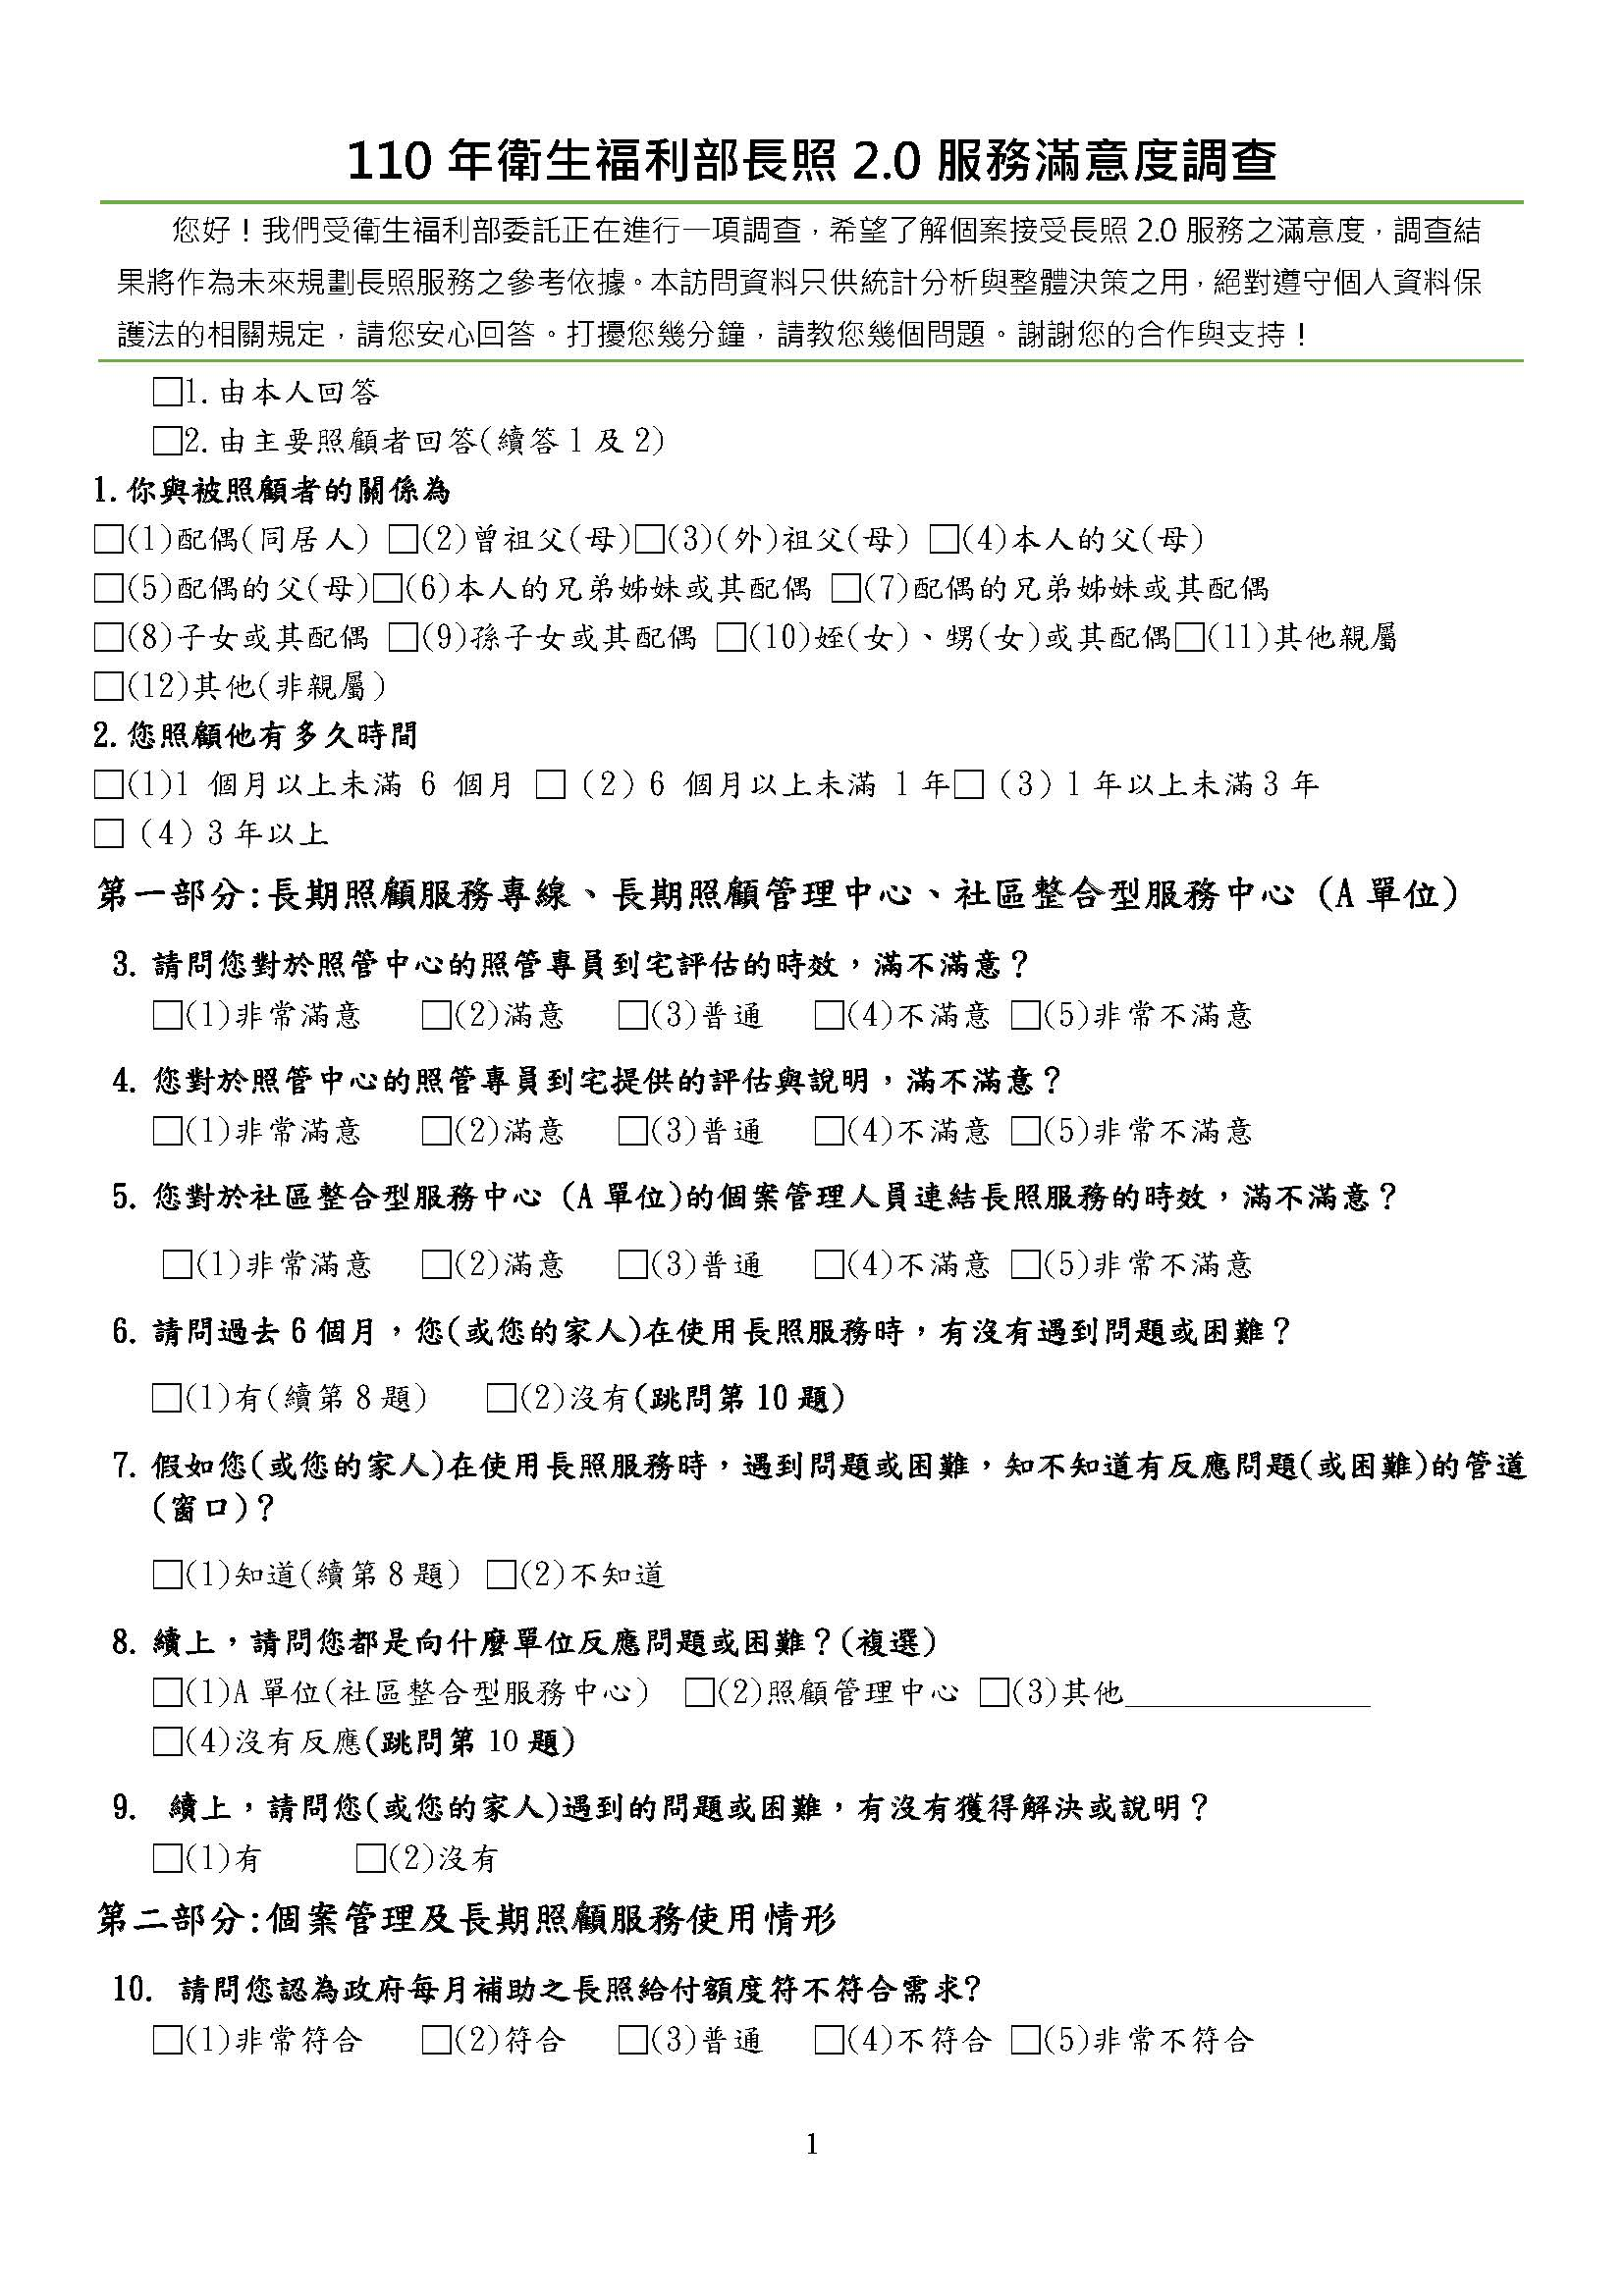 110 年衛生福利部長照 2.0 服務滿意度調查
您好！我們受衛生福利部委託正在進行一項調查，希望了解個案接受長照 2.0 服務之滿意度，調查結
果將作為未來規劃長照服務之參考依據。本訪問資料只供統計分析與整體決策之用，絕對遵守個人資料保
護法的相關規定，請您安心回答。打擾您幾分鐘，請教您幾個問題。謝謝您的合作與支持！
□1.由本人回答
□2.由主要照顧者回答(續答 1 及 2)
1.你與被照顧者的關係為
□(1)配偶(同居人) □(2)曾祖父(母)□(3)(外)祖父(母) □(4)本人的父(母)
□(5)配偶的父(母)□(6)本人的兄弟姊妹或其配偶 □(7)配偶的兄弟姊妹或其配偶
□(8)子女或其配偶 □(9)孫子女或其配偶 □(10)姪(女)、甥(女)或其配偶□(11)其他親屬
□(12)其他(非親屬)
2.您照顧他有多久時間
□(1)1 個月以上未滿 6 個月 □（2）6 個月以上未滿 1 年□（3）1 年以上未滿 3 年
□（4）3 年以上
第一部分:長期照顧服務專線、長期照顧管理中心、社區整合型服務中心 (A 單位)
3. 請問您對於照管中心的照管專員到宅評估的時效，滿不滿意？
□(1)非常滿意 □(2)滿意 □(3)普通 □(4)不滿意 □(5)非常不滿意
4. 您對於照管中心的照管專員到宅提供的評估與說明，滿不滿意？
□(1)非常滿意 □(2)滿意 □(3)普通 □(4)不滿意 □(5)非常不滿意
5. 您對於社區整合型服務中心 (A 單位)的個案管理人員連結長照服務的時效，滿不滿意？
□(1)非常滿意 □(2)滿意 □(3)普通 □(4)不滿意 □(5)非常不滿意
6. 請問過去 6 個月，您(或您的家人)在使用長照服務時，有沒有遇到問題或困難？
□(1)有(續第 8 題) □(2)沒有(跳問第 10 題)
7. 假如您(或您的家人)在使用長照服務時，遇到問題或困難，知不知道有反應問題(或困難)的管道
(窗口)？
□(1)知道(續第 8 題) □(2)不知道
8. 續上，請問您都是向什麼單位反應問題或困難？(複選)
□(1)A 單位(社區整合型服務中心) □(2)照顧管理中心 □(3)其他_______________
□(4)沒有反應(跳問第 10 題)
9. 續上，請問您(或您的家人)遇到的問題或困難，有沒有獲得解決或說明？
□(1)有 □(2)沒有
第二部分:個案管理及長期照顧服務使用情形
10. 請問您認為政府每月補助之長照給付額度符不符合需求?
□(1)非常符合 □(2)符合 □(3)普通 □(4)不符合 □(5)非常不符合
1